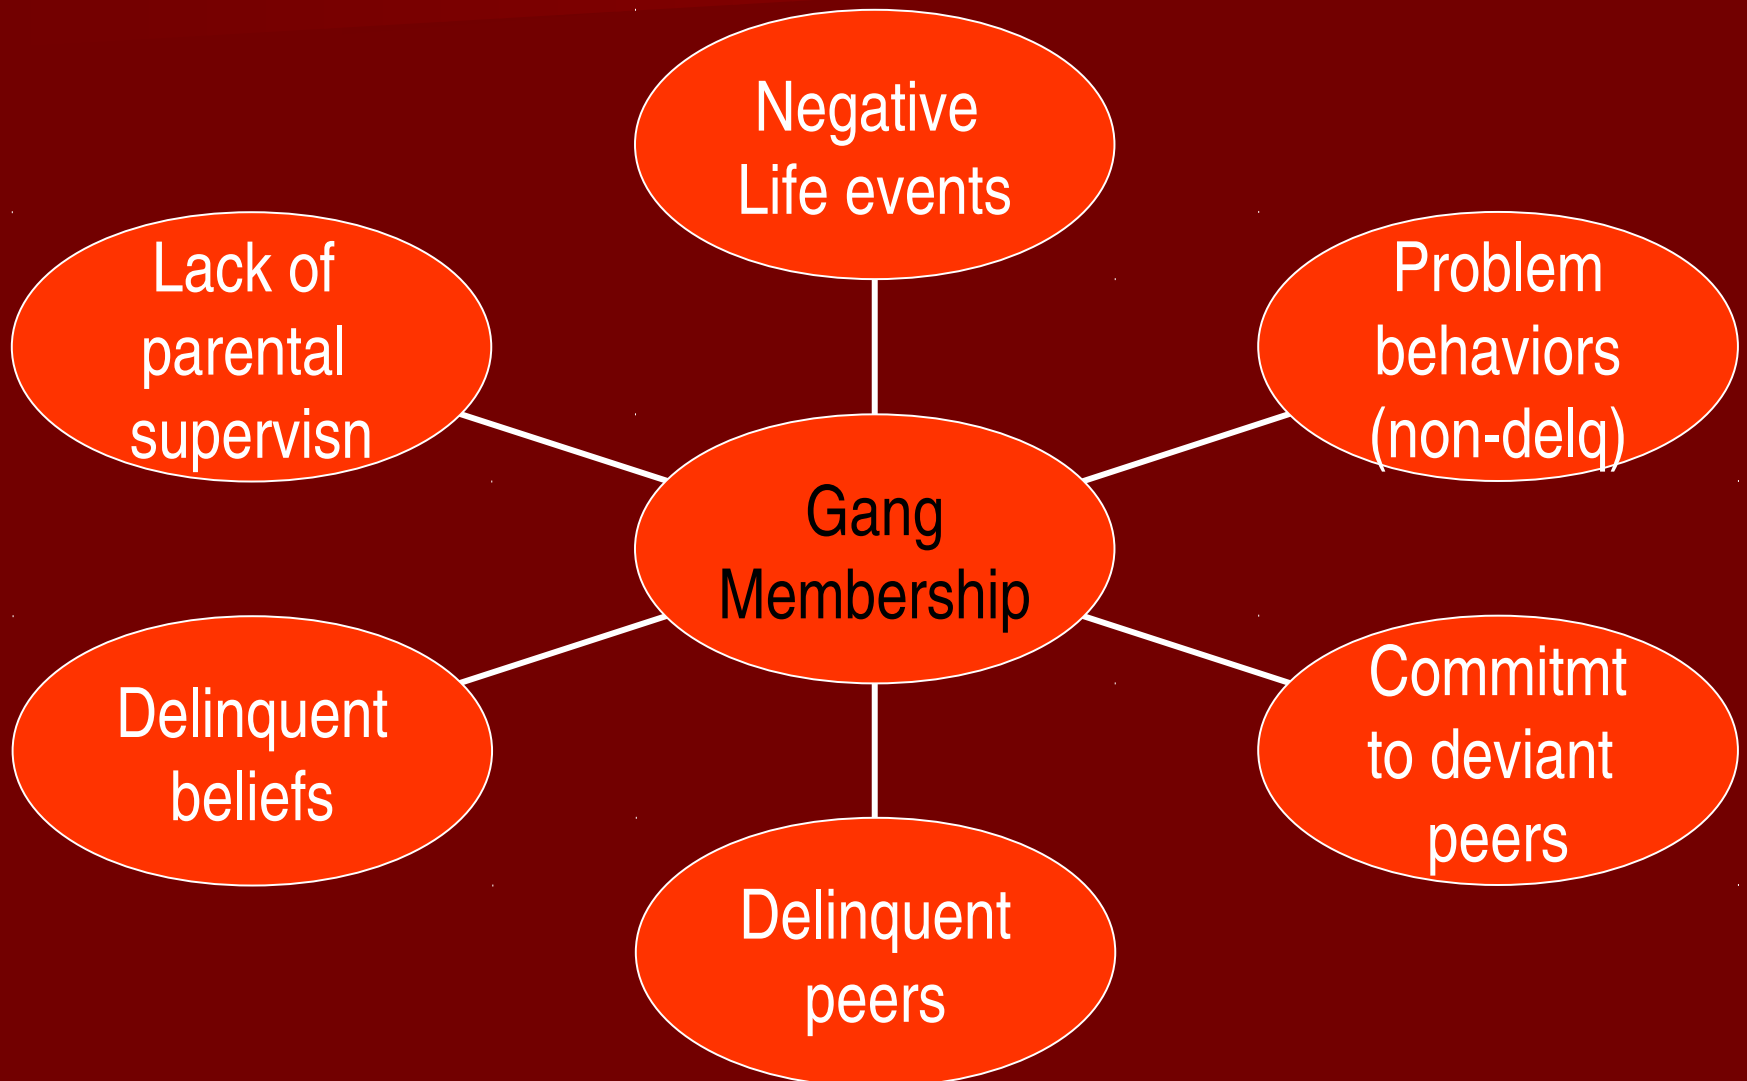 Negative
Life events
Lack of
parental
supervisn
Problem
behaviors
(non-delq)
Gang
Membership
Delinquent
beliefs
Commitmt
to deviant
peers
Delinquent
peers